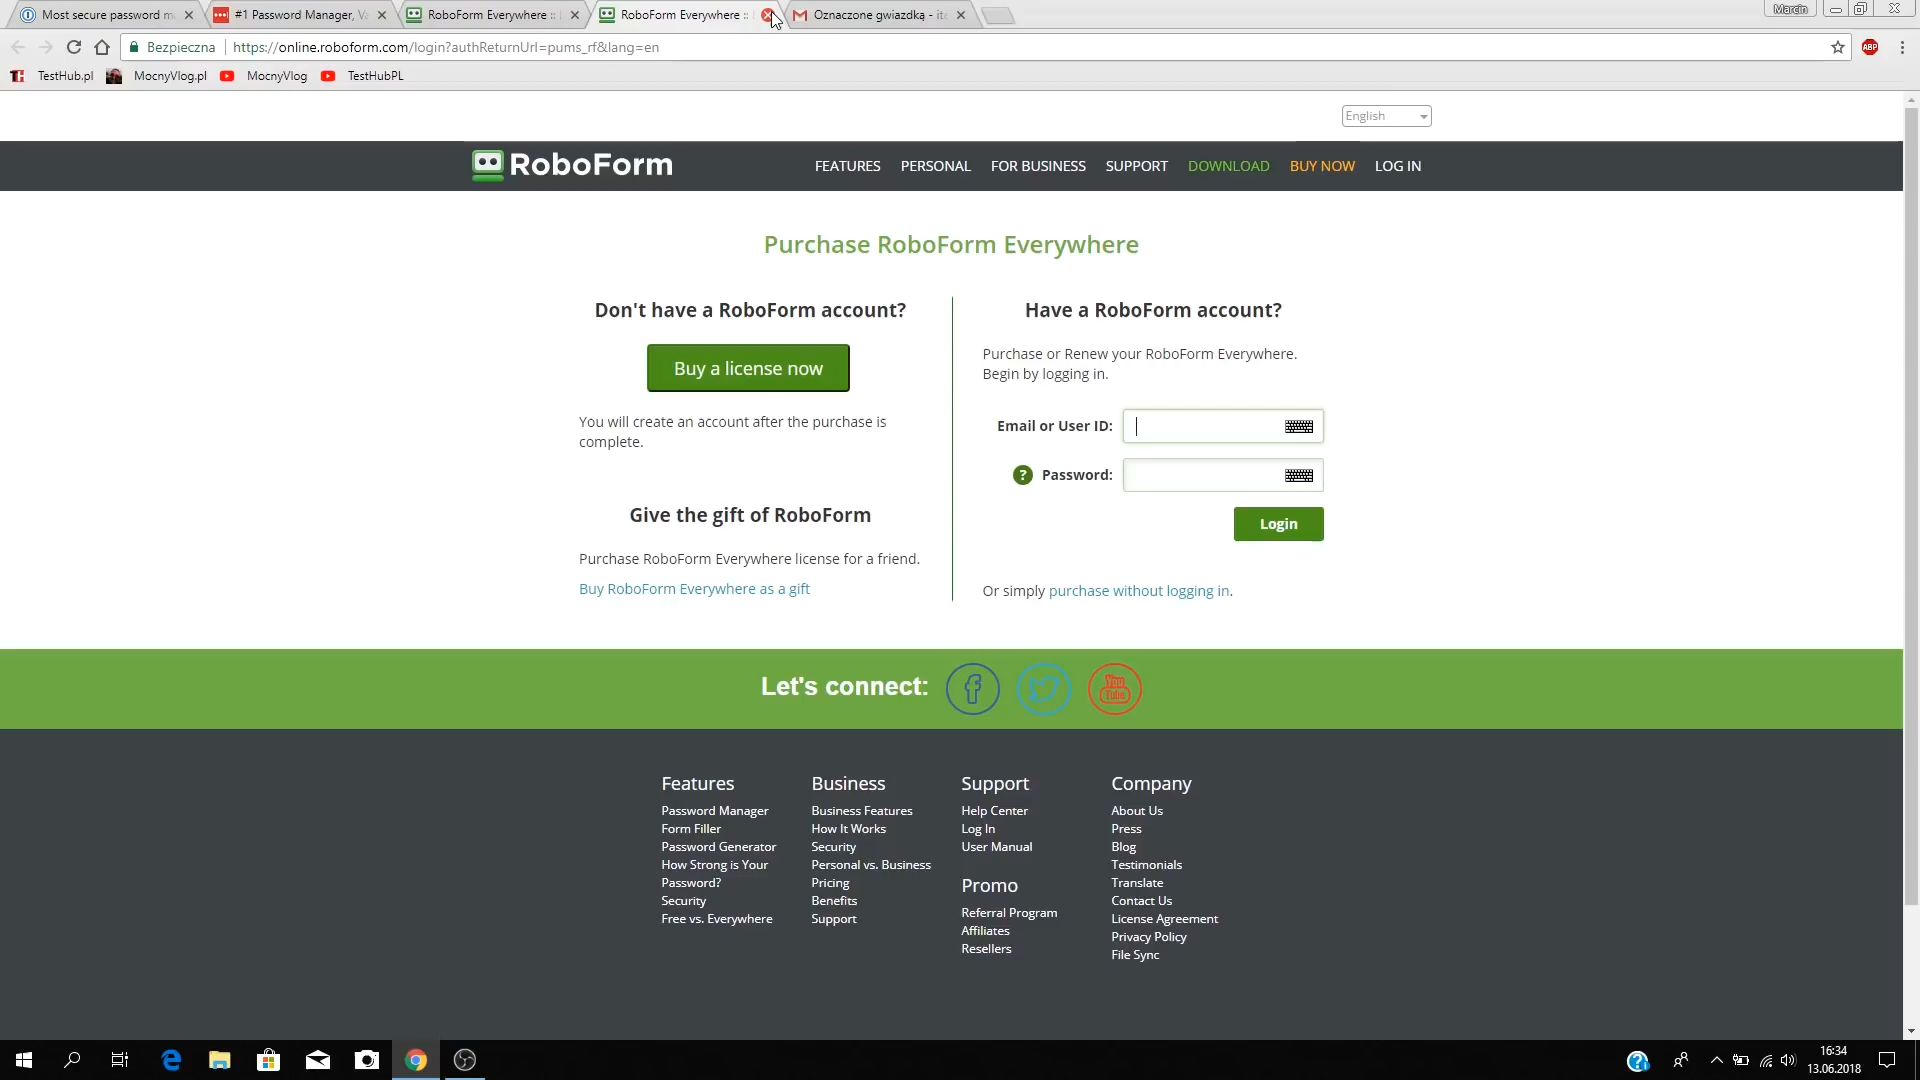 Most secure password m
#1 Password Manager, Va
RoboForm Everywhere ::
RoboForm Everywhere ::
Oznaczone gwiazdką - ite
Marcin
Bezpieczna
https://online.roboform.com/login?authReturnUrl=pums_rf&lang=en
ABP
TestHub.pl
MocnyVlog.pl
MocnyVlog
TestHubPL
English
RoboForm
FEATURES
PERSONAL
FOR BUSINESS
SUPPORT
DOWNLOAD
BUY NOW
LOG IN
Purchase RoboForm Everywhere
Don't have a RoboForm account?
Buy a license now
You will create an account after the purchase is
complete.
Give the gift of RoboForm
Purchase RoboForm Everywhere license for a friend.
Buy RoboForm Everywhere as a gift
Have a RoboForm account?
Purchase or Renew your RoboForm Everywhere.
Begin by logging in.
Email or User ID:
? Password:
Login
Or simply purchase without logging in.
Let's connect:
You
Tube
Features
Password Manager
Form Filler
Password Generator
How Strong is Your
Password?
Security
Free vs. Everywhere
Business
Business Features
How It Works
Security
Personal vs. Business
Pricing
Benefits
Support
Support
Help Center
Log In
User Manual
Promo
Referral Program
Affiliates
Resellers
Company
About Us
Press
Blog
Testimonials
Translate
Contact Us
License Agreement
Privacy Policy
File Sync
16:34
13.06.2018